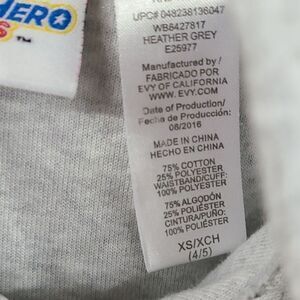 HERO
S™
UPC# 048238136047
WB5427817
HEATHER GREY
E25977
Manufactured by /
FABRICADO POR
EVY OF CALIFORNIA
WWW.EVY.COM
Date of Production/
Fecha de Producción:
08/2016
MADE IN CHINA
HECHO EN CHINA
75% COTTON
25% POLYESTER
WAISTBAND/CUFF:
100% POLYESTER
75% ALGODÓN
25% POLIÉSTER
CINTURA/PUÑO:
100% POLIÉSTER
XS/XCH
(4/5)